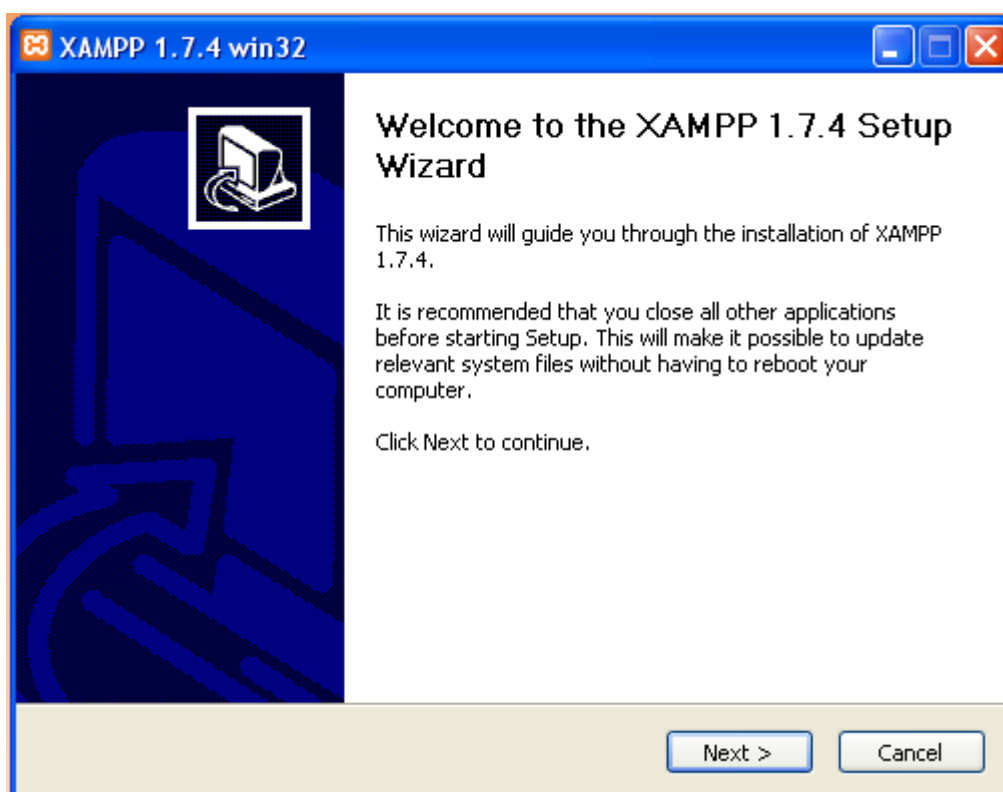 XAMPP 1.7.4 win32
Welcome to the XAMPP 1.7.4 Setup
Wizard
This wizard will guide you through the installation of XAMPP
1.7.4.
It is recommended that you close all other applications
before starting Setup. This will make it possible to update
relevant system files without having to reboot your
computer.
Click Next to continue.
Next > Cancel